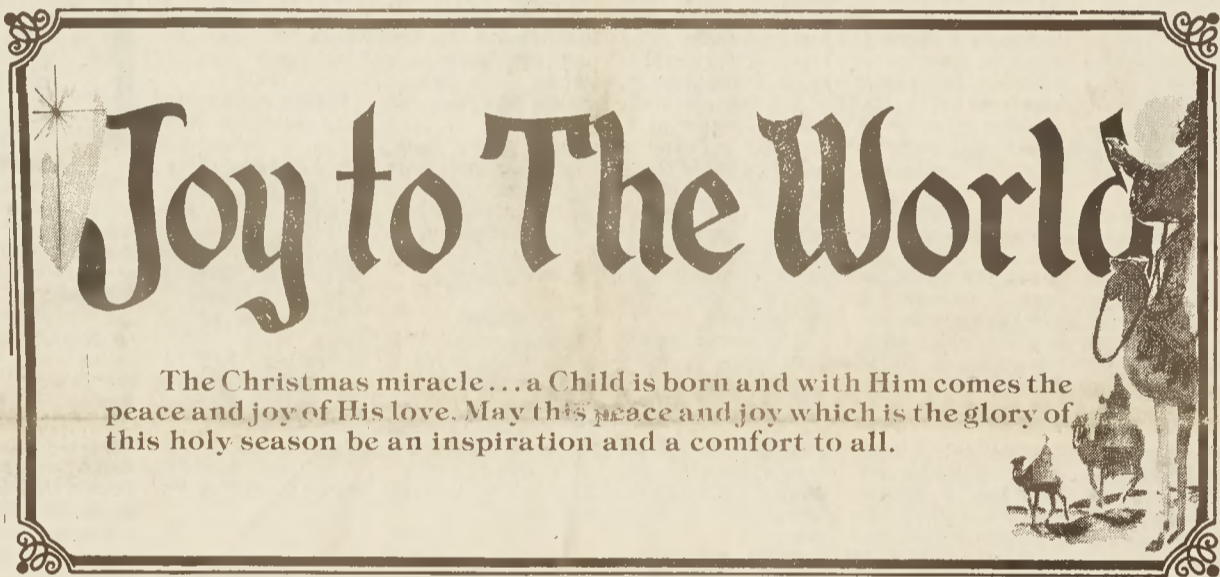 Joy to The World
The Christmas miracle...a Child is born and with Him comes the
peace and joy of His love. May this peace and joy which is the glory of
this holy season be an inspiration and a comfort to all.